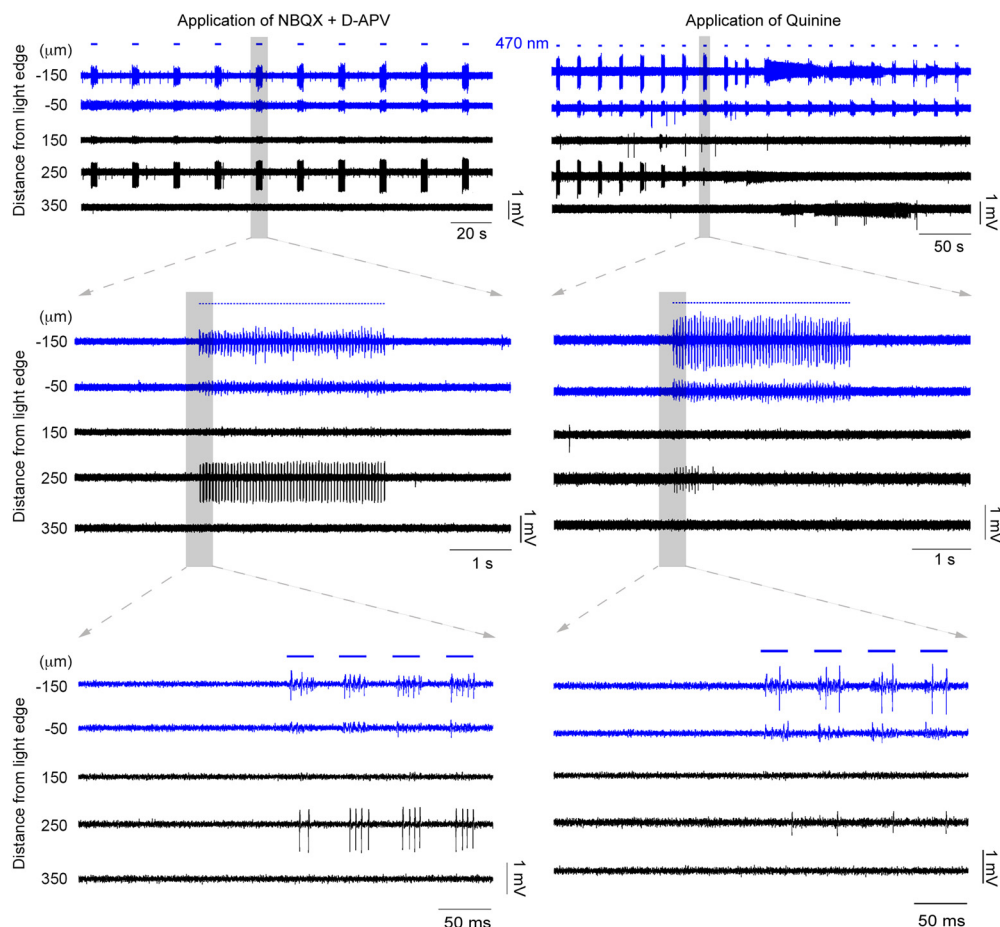 Application of NBQX + D-APV
Application of Quinine
Distance from light edge
(μm)
-150
-50
150
250
350
470 nm
1 mV
20 s
1 mV
50 s
Distance from light edge
(μm)
-150
-50
150
250
350
1 mV
1 s
1 mV
1 s
Distance from light edge
(μm)
-150
-50
150
250
350
1 mV
50 ms
1 mV
50 ms